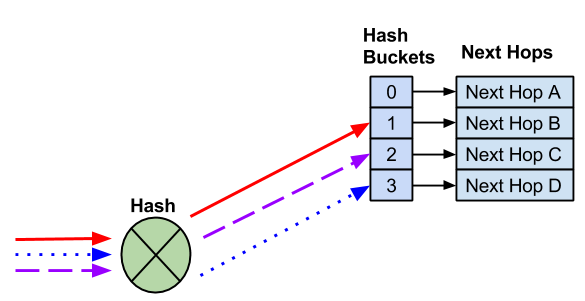 Hash
Buckets
Next Hops
0
Next Hop A
1
Next Hop B
2
Next Hop C
3
Next Hop D
Hash